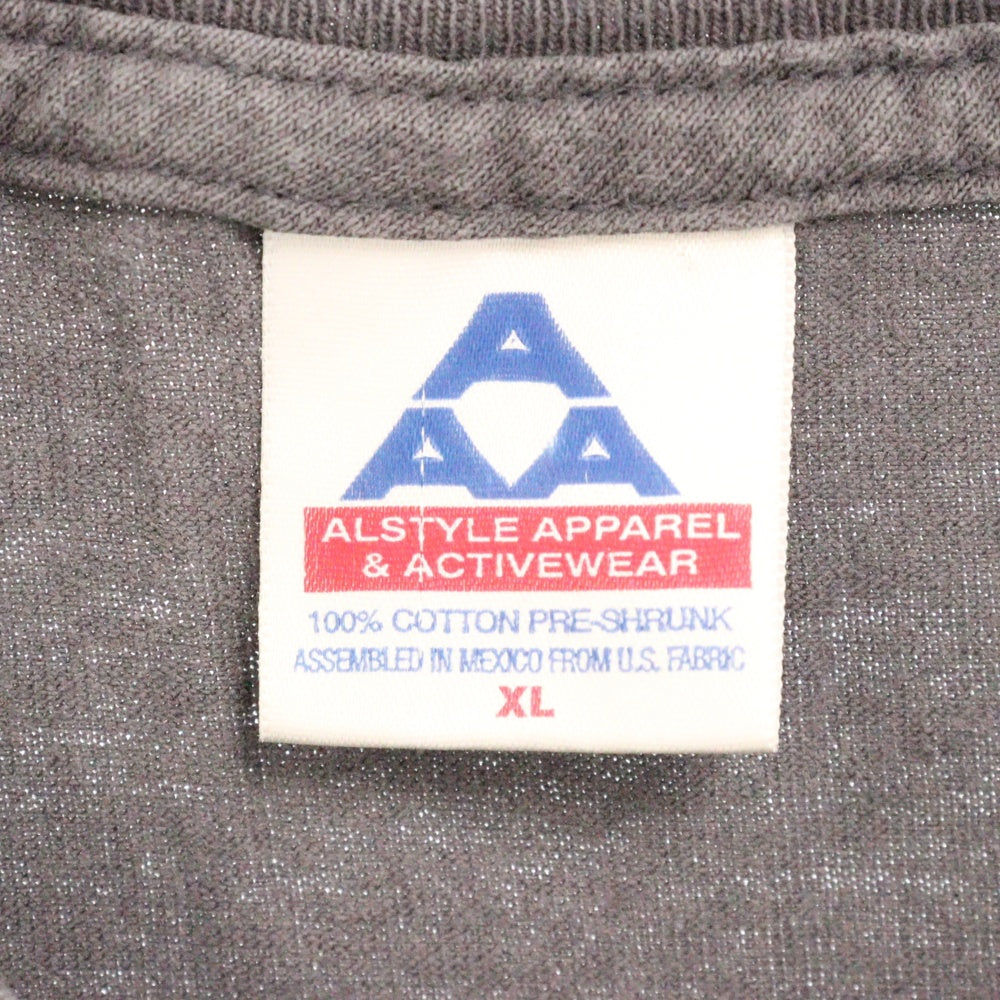 A
A A
ALSTYLE APPAREL
& ACTIVEWEAR
100% COTTON PRE-SHRUNK
ASSEMBLED IN MEXICO FROM U.S. FABRIC
XL